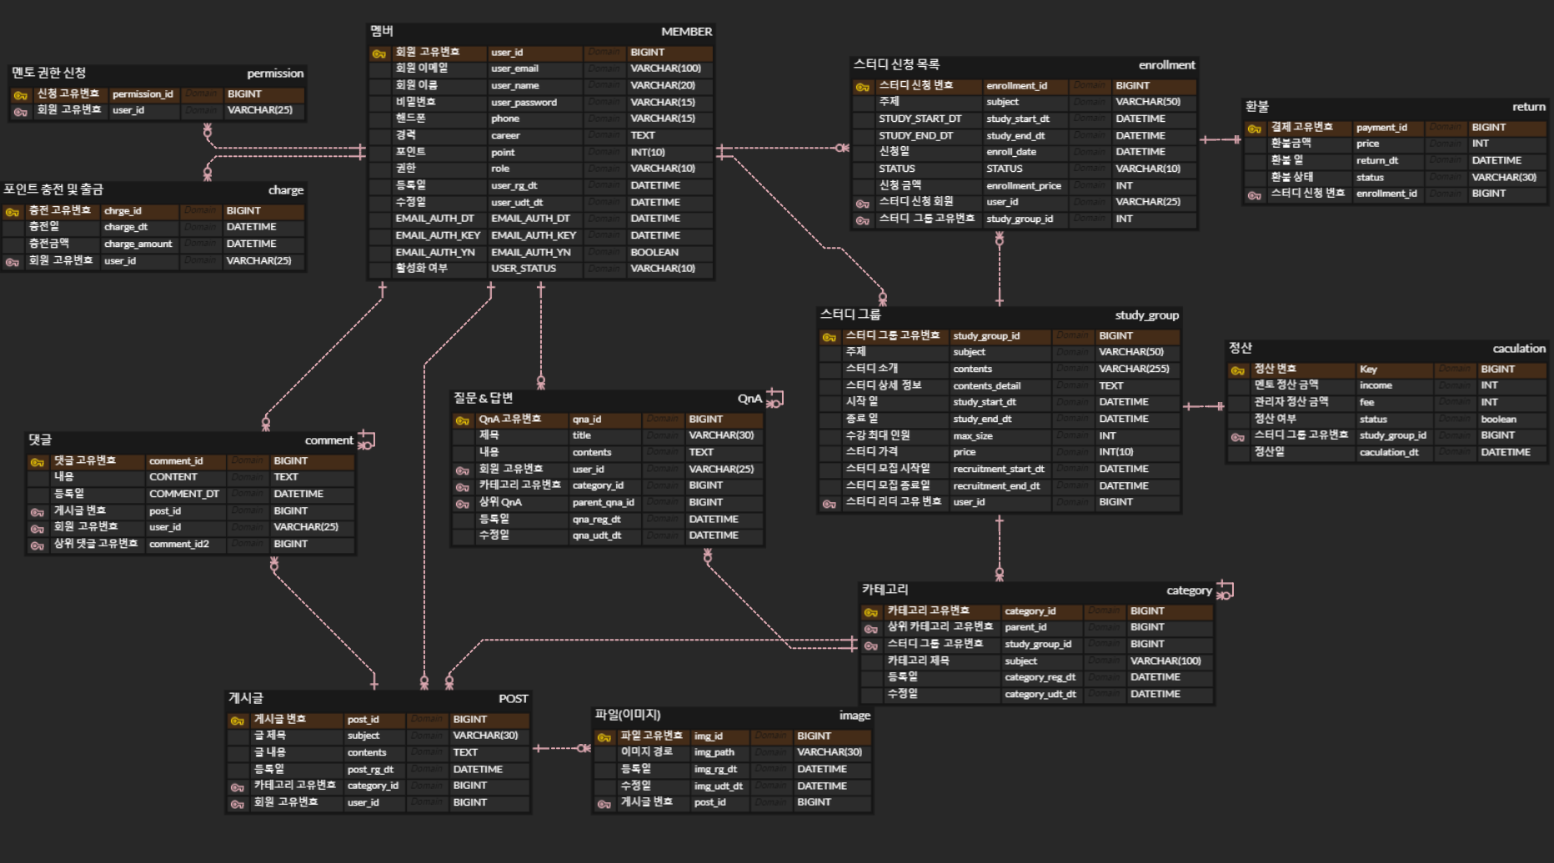 멘토 권한 신청 permission
신청 고유번호 permission_id Domain BIGINT
회원 고유번호 user_id Domain VARCHAR(25)
포인트 충전 및 출금 charge
충전 고유번호 chrge_id Domain BIGINT
충전일 charge_dt Domain DATETIME
충전금액 charge_amount Domain DATETIME
회원 고유번호 user_id Domain VARCHAR(25)
멤버 MEMBER
회원 고유번호 user_id Domain BIGINT
회원 이메일 user_email Domain VARCHAR(100)
회원 이름 user_name Domain VARCHAR(20)
비밀번호 user_password Domain VARCHAR(15)
핸드폰 phone Domain VARCHAR(15)
경력 career Domain TEXT
포인트 point Domain INT(10)
권한 role Domain VARCHAR(10)
등록일 user_rg_dt Domain DATETIME
수정일 user_udt_dt Domain DATETIME
EMAIL_AUTH_DT EMAIL_AUTH_DT Domain DATETIME
EMAIL_AUTH_KEY EMAIL_AUTH_KEY Domain DATETIME
EMAIL_AUTH_YN EMAIL_AUTH_YN Domain BOOLEAN
활성화 여부 USER_STATUS Domain VARCHAR(10)
스터디 신청 목록 enrollment
스터디 신청 번호 enrollment_id Domain BIGINT
주제 subject Domain VARCHAR(50)
STUDY_START_DT study_start_dt Domain DATETIME
STUDY_END_DT study_end_dt Domain DATETIME
신청일 enroll_date Domain DATETIME
STATUS STATUS Domain VARCHAR(10)
신청 금액 enrollment_price Domain INT
스터디 신청 회원 user_id Domain VARCHAR(25)
스터디 그룹 고유번호 study_group_id Domain INT
환불 return
결제 고유번호 payment_id Domain BIGINT
환불금액 price Domain INT
환불 일 return_dt Domain DATETIME
환불 상태 status Domain VARCHAR(30)
스터디 신청 번호 enrollment_id Domain BIGINT
스터디 그룹 study_group
스터디 그룹 고유번호 study_group_id Domain BIGINT
주제 subject Domain VARCHAR(50)
스터디 소개 contents Domain VARCHAR(255)
스터디 상세 정보 contents_detail Domain TEXT
시작 일 study_start_dt Domain DATETIME
종료 일 study_end_dt Domain DATETIME
수강 최대 인원 max_size Domain INT
스터디 가격 price Domain INT(10)
스터디 모집 시작일 recruitment_start_dt Domain DATETIME
스터디 모집 종료일 recruitment_end_dt Domain DATETIME
스터디 리더 고유 번호 user_id Domain BIGINT
정산 caculation
정산 번호 Key Domain BIGINT
멘토 정산 금액 income Domain INT
관리자 정산 금액 fee Domain INT
정산 여부 status Domain boolean
스터디 그룹 고유번호 study_group_id Domain BIGINT
정산일 caculation_dt Domain DATETIME
질문 & 답변 QnA
QnA 고유번호 qna_id Domain BIGINT
제목 title Domain VARCHAR(30)
내용 contents Domain TEXT
회원 고유번호 user_id Domain VARCHAR(25)
카테고리 고유번호 category_id Domain BIGINT
상위 QnA parent_qna_id Domain BIGINT
등록일 qna_reg_dt Domain DATETIME
수정일 qna_udt_dt Domain DATETIME
댓글 comment
댓글 고유번호 comment_id Domain BIGINT
내용 CONTENT Domain TEXT
등록일 COMMENT_DT Domain DATETIME
게시글 번호 post_id Domain BIGINT
회원 고유번호 user_id Domain VARCHAR(25)
상위 댓글 고유번호 comment_id2 Domain BIGINT
카테고리 category
카테고리 고유번호 category_id Domain BIGINT
상위 카테고리 고유번호 parent_id Domain BIGINT
스터디 그룹 고유번호 study_group_id Domain BIGINT
카테고리 제목 subject Domain VARCHAR(100)
등록일 category_reg_dt Domain DATETIME
수정일 category_udt_dt Domain DATETIME
게시글 POST
게시글 번호 post_id Domain BIGINT
글 제목 subject Domain VARCHAR(30)
글 내용 contents Domain TEXT
등록일 post_rg_dt Domain DATETIME
카테고리 고유번호 category_id Domain BIGINT
회원 고유번호 user_id Domain BIGINT
파일(이미지) image
파일 고유번호 img_id Domain BIGINT
이미지 경로 img_path Domain VARCHAR(30)
등록일 img_rg_dt Domain DATETIME
수정일 img_udt_dt Domain DATETIME
게시글 번호 post_id Domain BIGINT